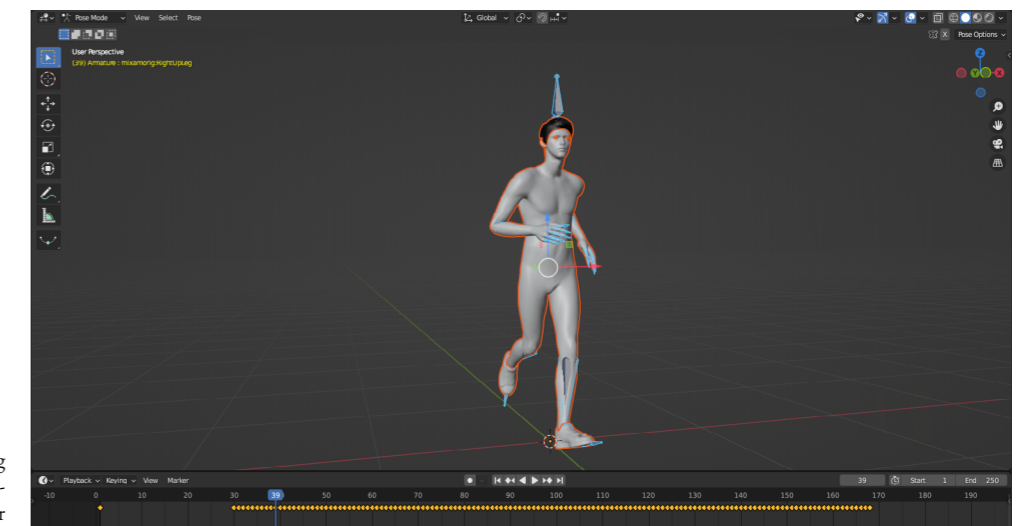 Pose Mode View Select Pose Global
X Pose Options
User Perspective
(39) Armature : mixamorig:RightUpLeg
Z
Y X
g
-
r
Playback Keying View Marker 39 Start 1 End 250
-10 0 10 20 30 39 50 60 70 80 90 100 110 120 130 140 150 160 170 180 190